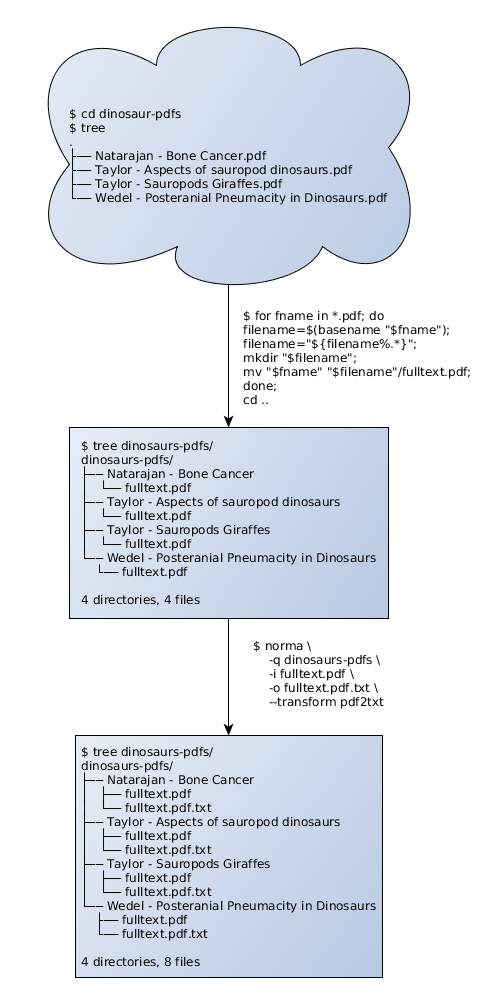 $ cd dinosaur-pdfs
$ tree
.
├── Natarajan - Bone Cancer.pdf
├── Taylor - Aspects of sauropod dinosaurs.pdf
├── Taylor - Sauropods Giraffes.pdf
└── Wedel - Posteranial Pneumacity in Dinosaurs.pdf
$ for fname in *.pdf; do
filename=$(basename "$fname");
filename="${filename%.*}";
mkdir "$filename";
mv "$fname" "$filename"/fulltext.pdf;
done;
cd ..
$ tree dinosaurs-pdfs/
dinosaurs-pdfs/
├── Natarajan - Bone Cancer
│   └── fulltext.pdf
├── Taylor - Aspects of sauropod dinosaurs
│   └── fulltext.pdf
├── Taylor - Sauropods Giraffes
│   └── fulltext.pdf
└── Wedel - Posteranial Pneumacity in Dinosaurs
    └── fulltext.pdf
4 directories, 4 files
$ norma \
    -q dinosaurs-pdfs \
    -i fulltext.pdf \
    -o fulltext.pdf.txt \
    --transform pdf2txt
$ tree dinosaurs-pdfs/
dinosaurs-pdfs/
├── Natarajan - Bone Cancer
│   ├── fulltext.pdf
│   └── fulltext.pdf.txt
├── Taylor - Aspects of sauropod dinosaurs
│   ├── fulltext.pdf
│   └── fulltext.pdf.txt
├── Taylor - Sauropods Giraffes
│   ├── fulltext.pdf
│   └── fulltext.pdf.txt
└── Wedel - Posteranial Pneumacity in Dinosaurs
    ├── fulltext.pdf
    └── fulltext.pdf.txt
4 directories, 8 files